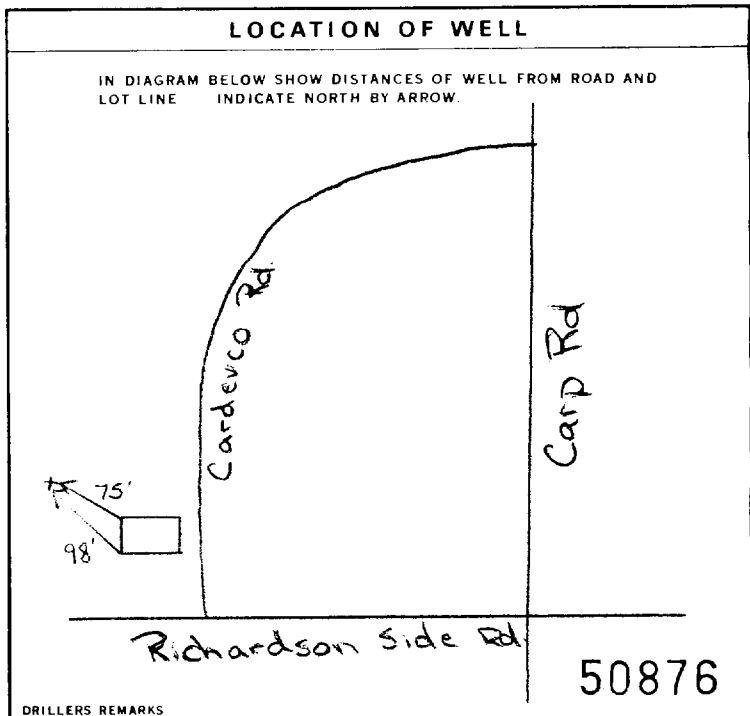 LOCATION OF WELL
IN DIAGRAM BELOW SHOW DISTANCES OF WELL FROM ROAD AND
LOT LINE INDICATE NORTH BY ARROW.
Cardevco Rd.
Carp Rd
75'
98'
Richardson Side Rd.
50876
DRILLERS REMARKS